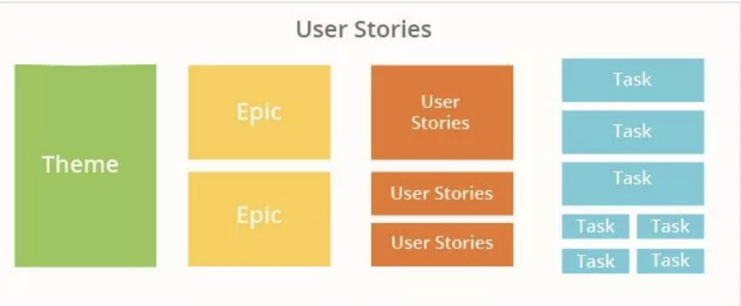 User Stories
Theme
Epic
Epic
User
Stories
User Stories
User Stories
Task
Task
Task
Task Task
Task Task